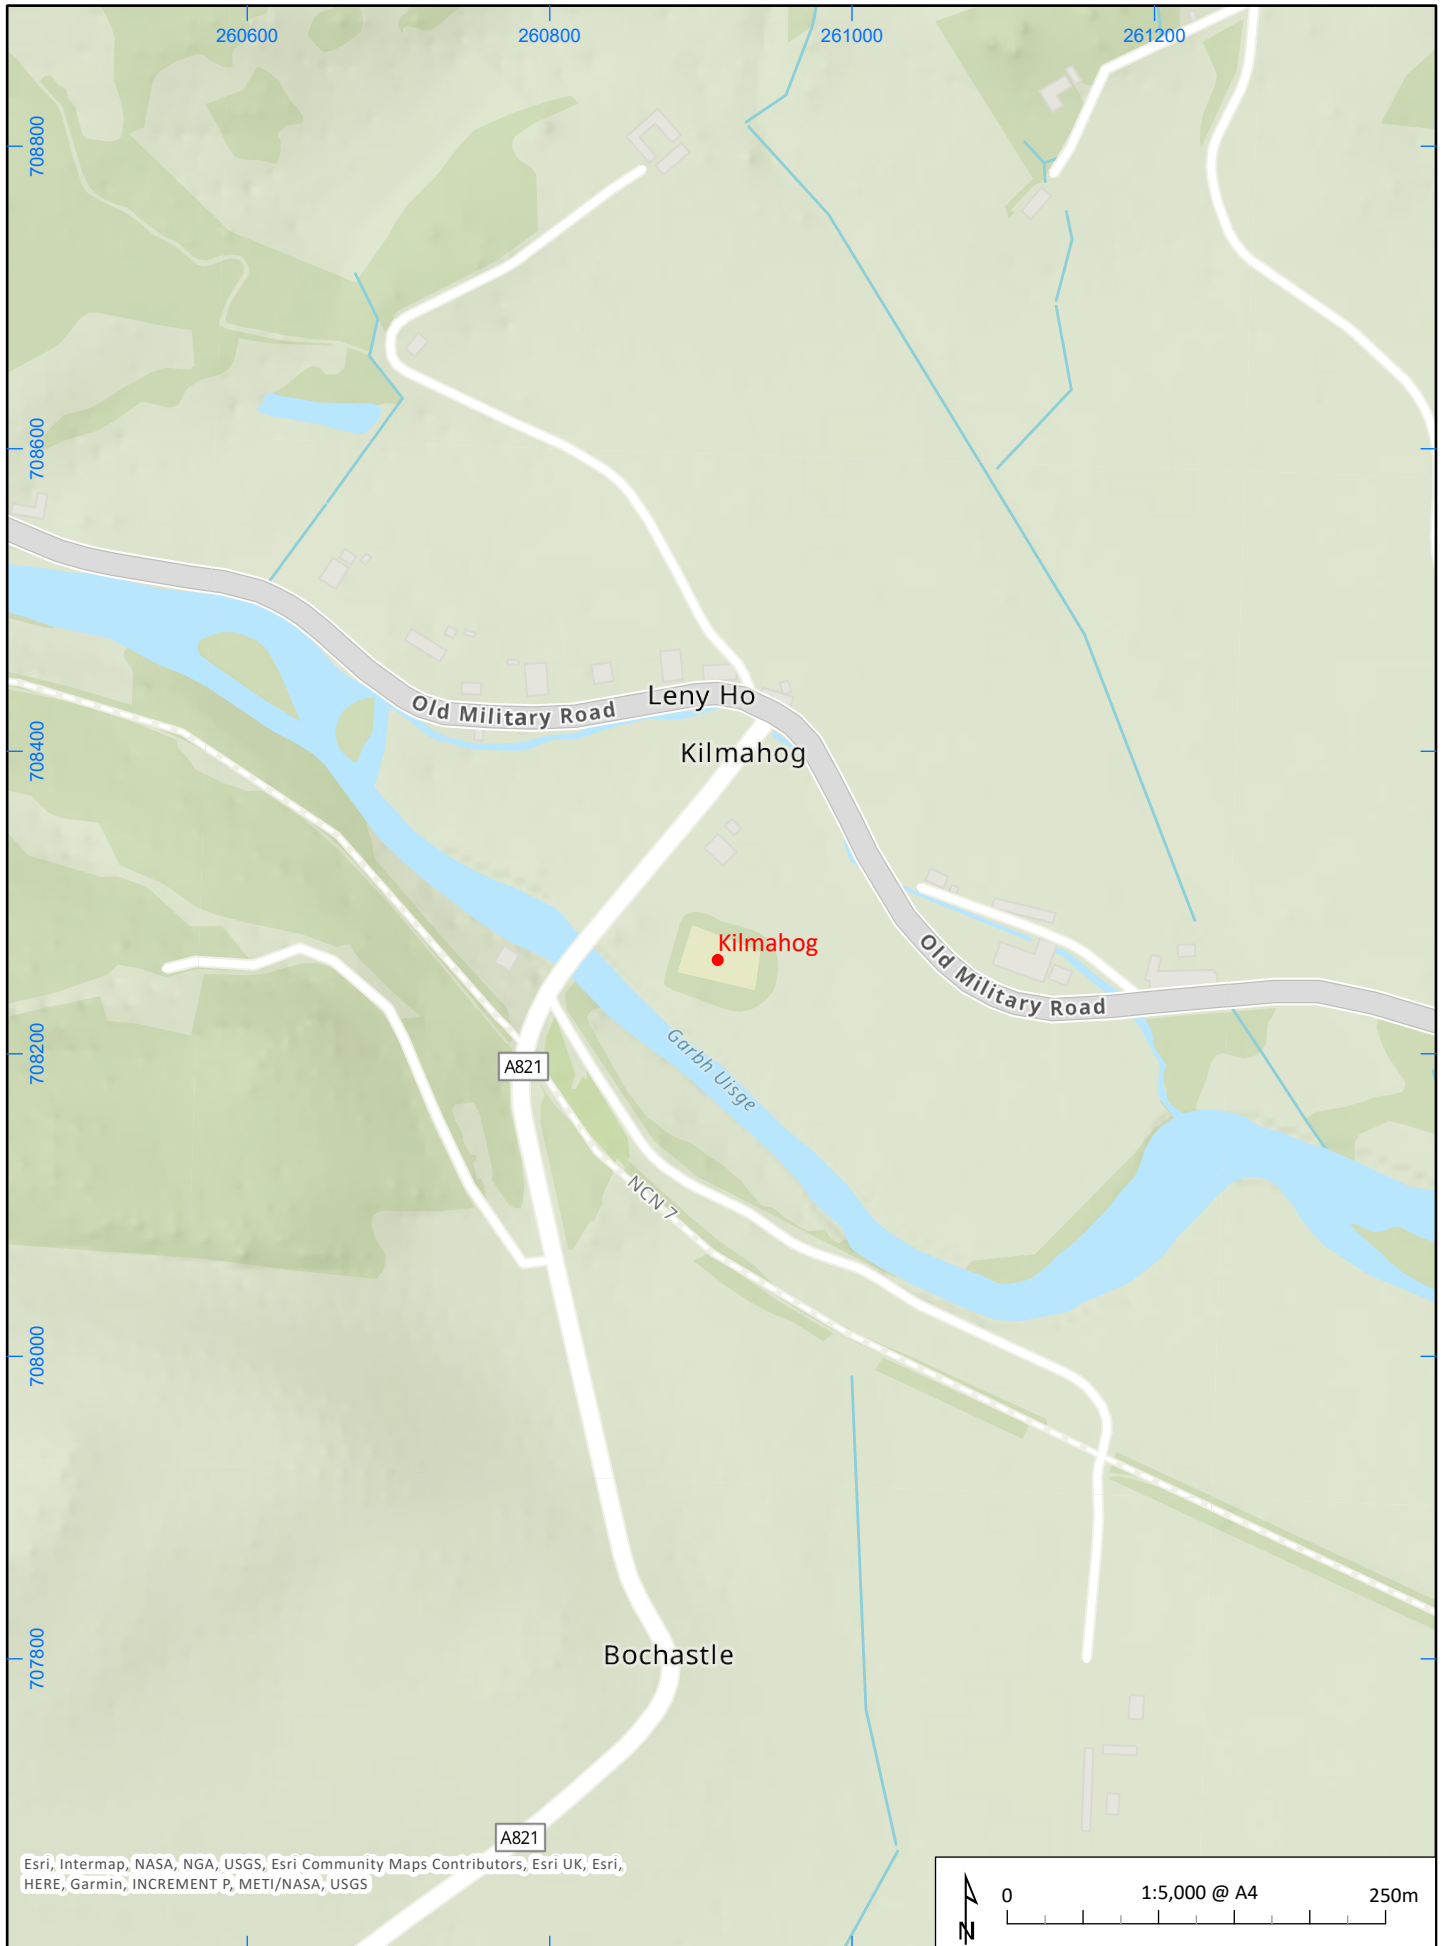 260600
260800
261000
261200
708800
708600
Old Military Road
Leny Ho
Kilmahog
708400
Kilmahog
Old Military Road
Garbh Uisge
A821
708200
NCN 7
708000
Bochastle
707800
A821
Esri, Intermap, NASA, NGA, USGS, Esri Community Maps Contributors, Esri UK, Esri,
HERE, Garmin, INCREMENT P, METI/NASA, USGS
N
0
1:5,000 @ A4
250m